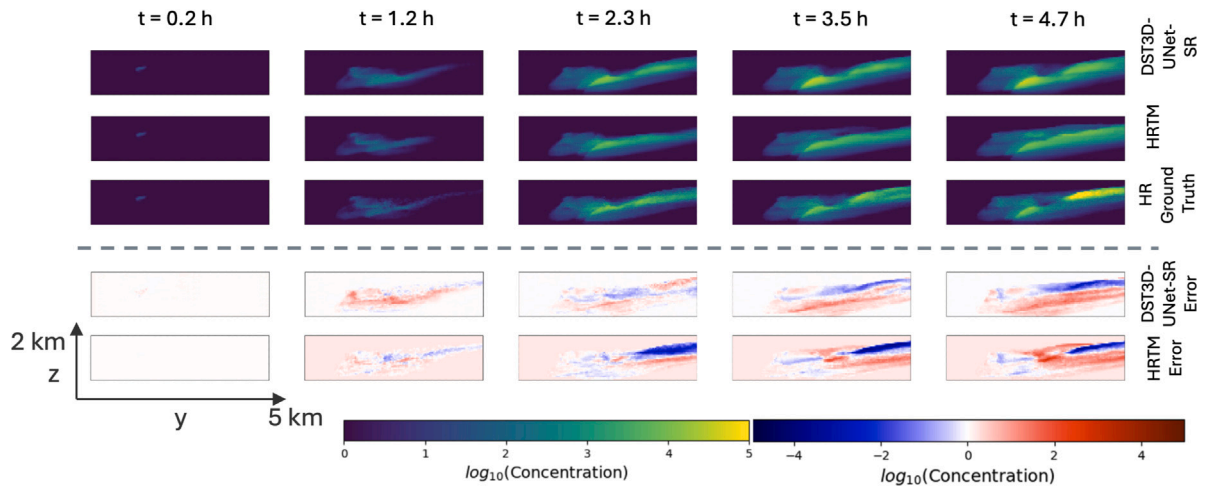 t = 0.2 h
t = 1.2 h
t = 2.3 h
t = 3.5 h
t = 4.7 h
DST3D-
UNet-
SR
HRTM
HR
Ground
Truth
DST3D-
UNet-SR
Error
HRTM
Error
2 km
z
y
5 km
0 1 2 3 4 5
log₁₀(Concentration)
−4 −2 0 2 4
log₁₀(Concentration)